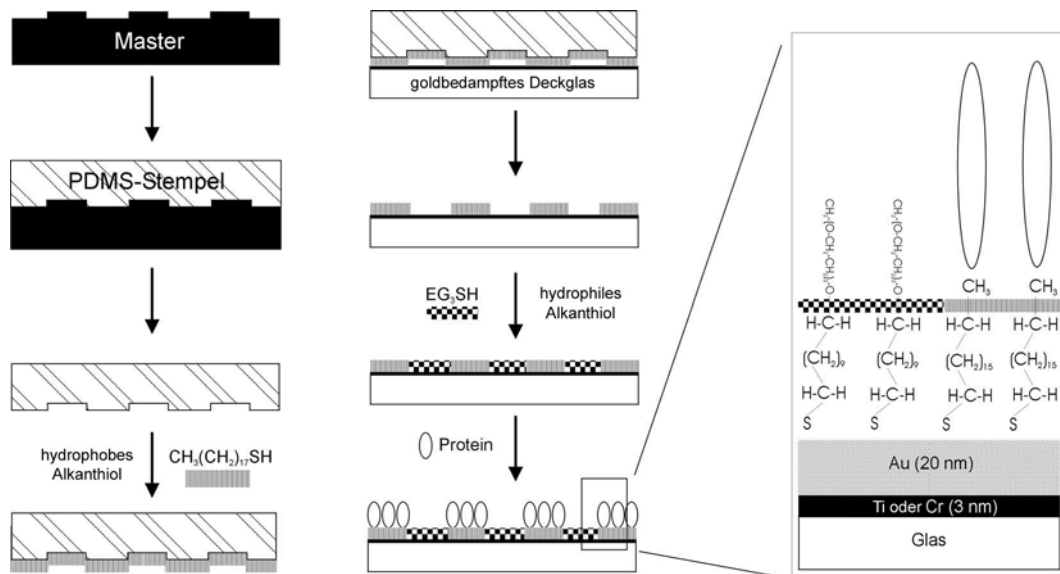 Master
PDMS-Stempel
hydrophobes
Alkanthiol
CH₃(CH₂)₁₇SH
goldbedampftes Deckglas
EG₃SH
hydrophiles
Alkanthiol
Protein
CH₃ CH₃
H-C-H H-C-H H-C-H H-C-H
(CH₂)₉ (CH₂)₉ (CH₂)₁₅ (CH₂)₁₅
H-C-H H-C-H H-C-H H-C-H
S S S S
Au (20 nm)
Ti oder Cr (3 nm)
Glas